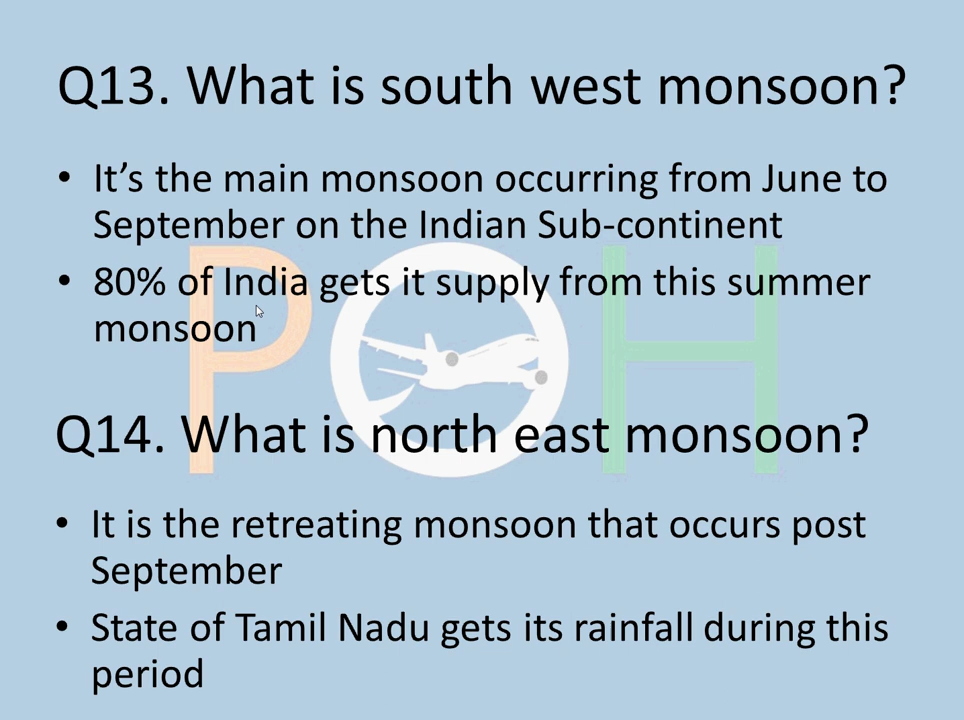 Q13. What is south west monsoon?
• It’s the main monsoon occurring from June to
September on the Indian Sub-continent
• 80% of India gets it supply from this summer
monsoon
POH
Q14. What is north east monsoon?
• It is the retreating monsoon that occurs post
September
• State of Tamil Nadu gets its rainfall during this
period